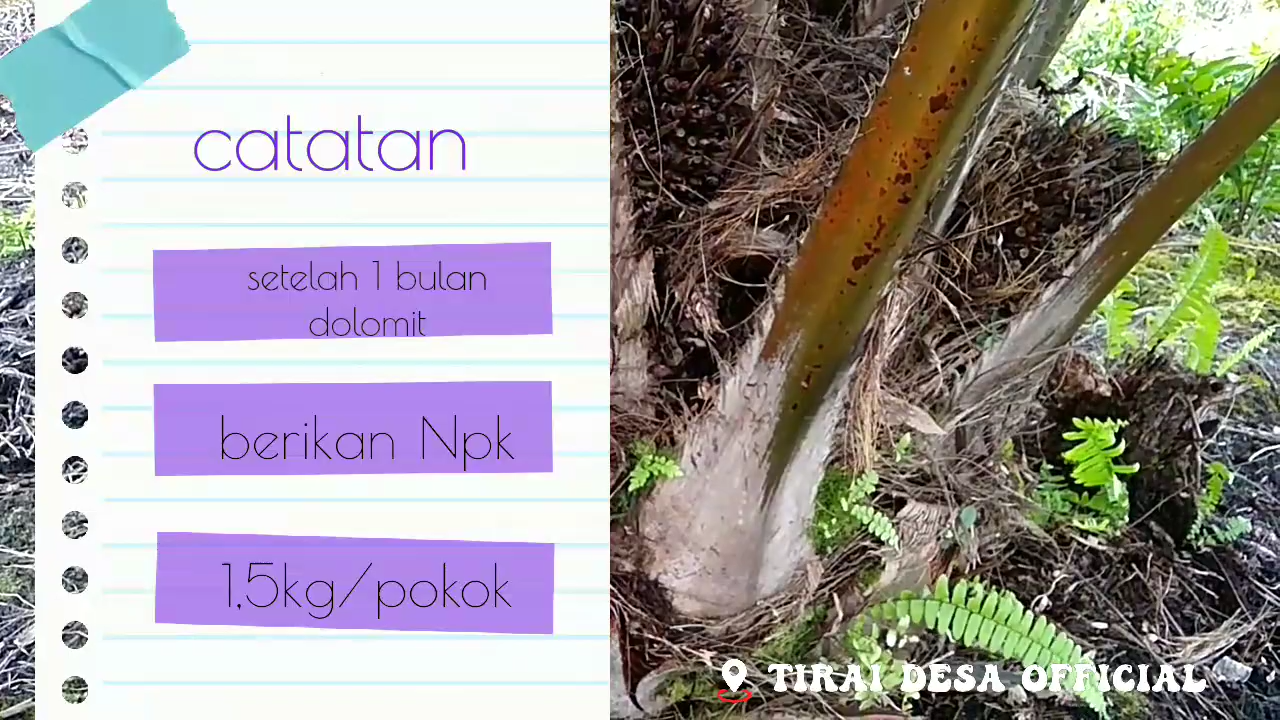 catatan
setelah 1 bulan
dolomit
berikan Npk
1,5kg/pokok
TIRAI DESA OFFICIAL